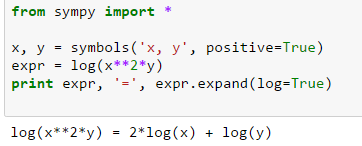 from sympy import *
x, y = symbols('x, y', positive=True)
expr = log(x**2*y)
print expr, '=', expr.expand(log=True)
log(x**2*y) = 2*log(x) + log(y)